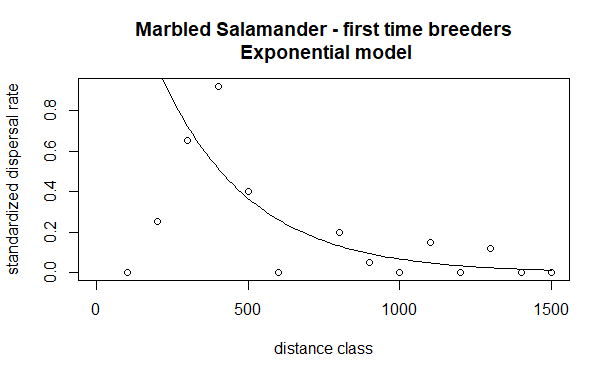 Marbled Salamander - first time breeders
Exponential model
standardized dispersal rate
0.8
0.6
0.4
0.2
0.0
0 500 1000 1500
distance class